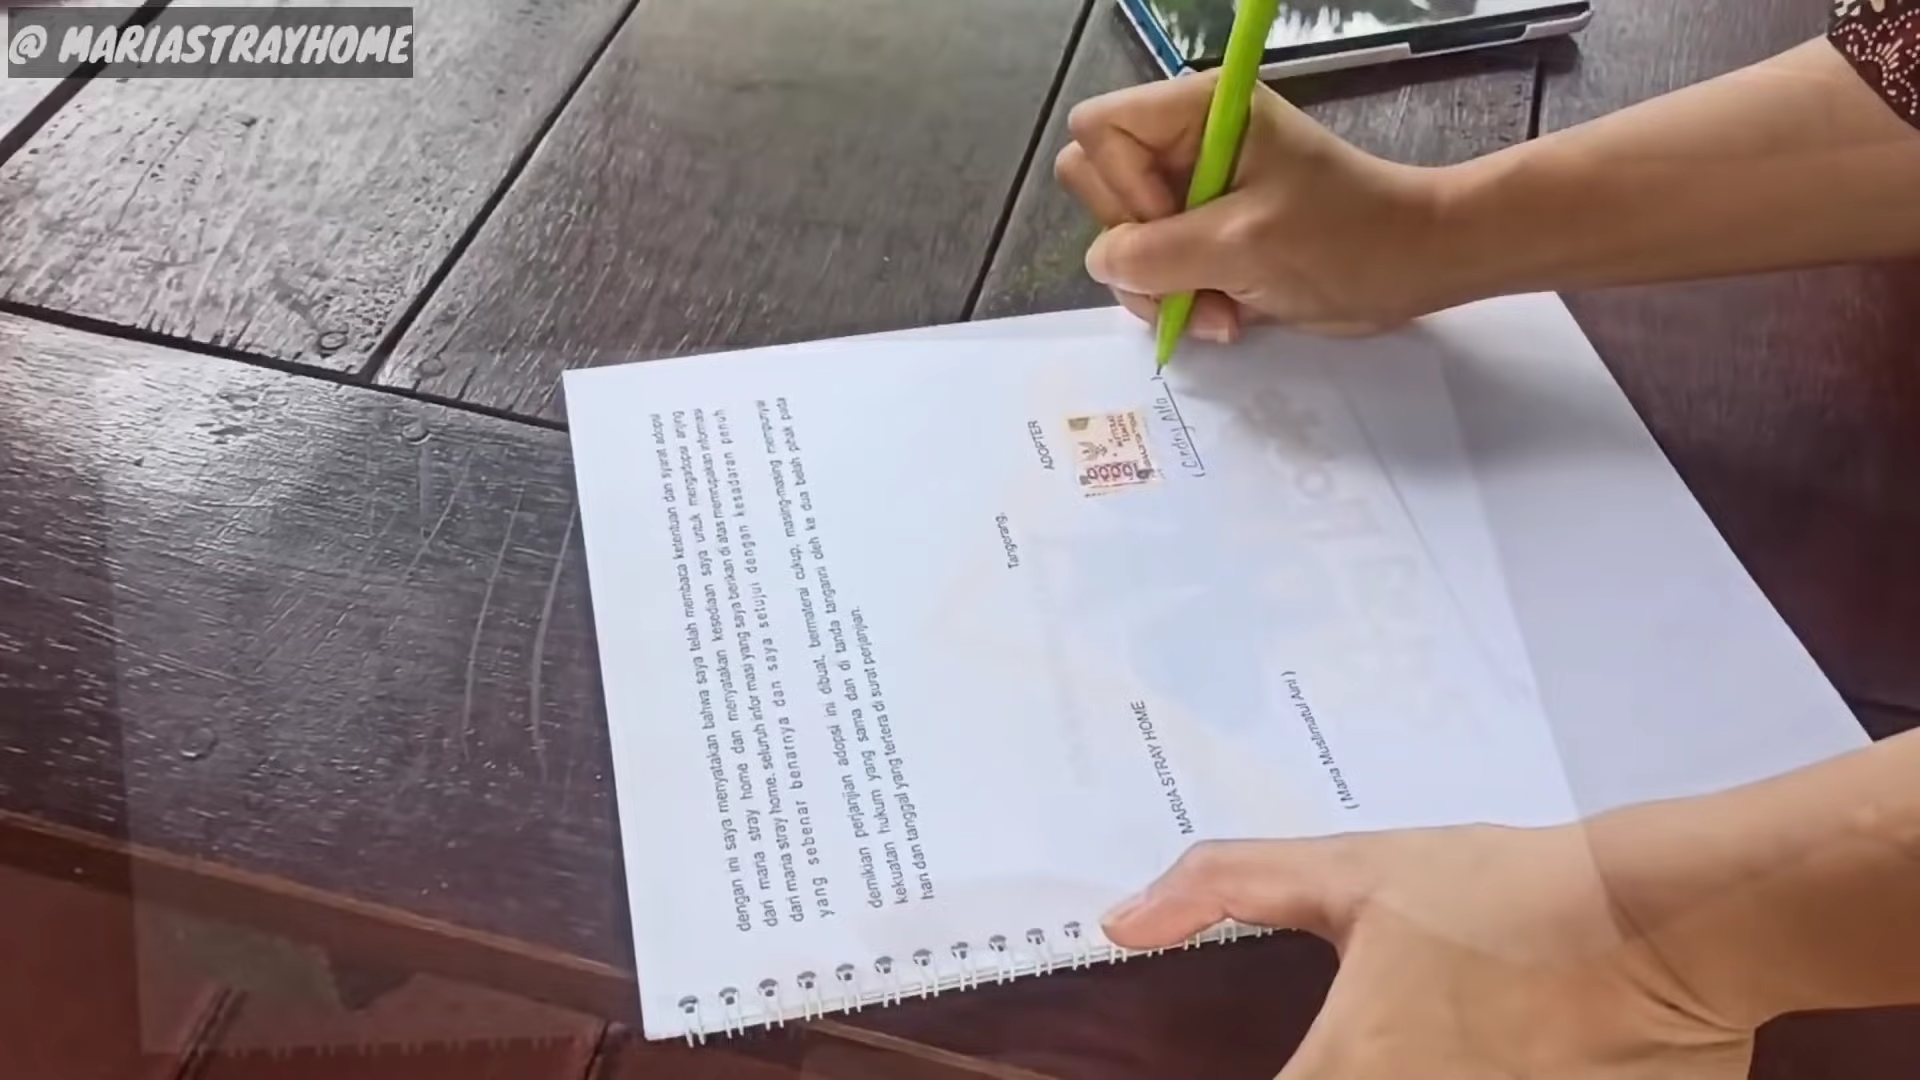 @ MARIASTRAYHOME
dengan ini saya menyatakan bahwa saya telah membaca ketentuan dan syarat adopsi
dari maria stray home dan menyatakan kesediaan saya untuk mengadopsi anjing
dari maria stray home. seluruh informasi yang saya berikan di atas merupakan informasi
yang sebenar benarnya dan saya setujui dengan kesadaran penuh
demikian perjanjian adopsi ini dibuat, bermaterai cukup, masing-masing mempunyai
kekuatan hukum yang sama dan di tanda tangani oleh ke dua belah pihak pada
hari dan tanggal yang tertera di surat perjanjian.
Tangerang,
ADOPTER
MARIA STRAY HOME
( Maria Muslimatul Aini )